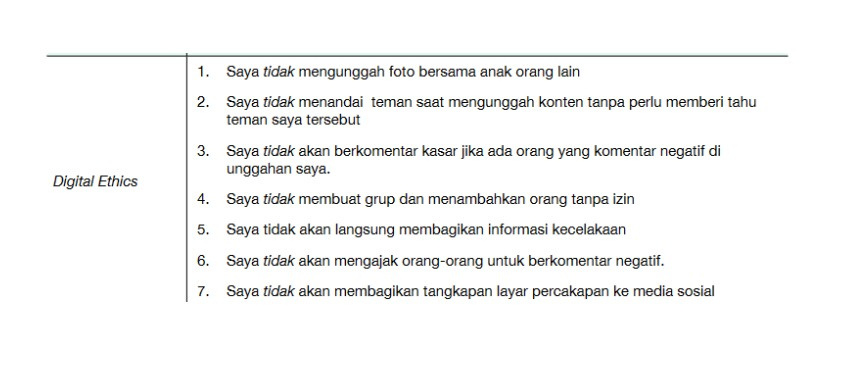 1. Saya tidak mengunggah foto bersama anak orang lain
2. Saya tidak menandai teman saat mengunggah konten tanpa perlu memberi tahu
teman saya tersebut
3. Saya tidak akan berkomentar kasar jika ada orang yang komentar negatif di
unggahan saya.
Digital Ethics
4. Saya tidak membuat grup dan menambahkan orang tanpa izin
5. Saya tidak akan langsung membagikan informasi kecelakaan
6. Saya tidak akan mengajak orang-orang untuk berkomentar negatif.
7. Saya tidak akan membagikan tangkapan layar percakapan ke media sosial